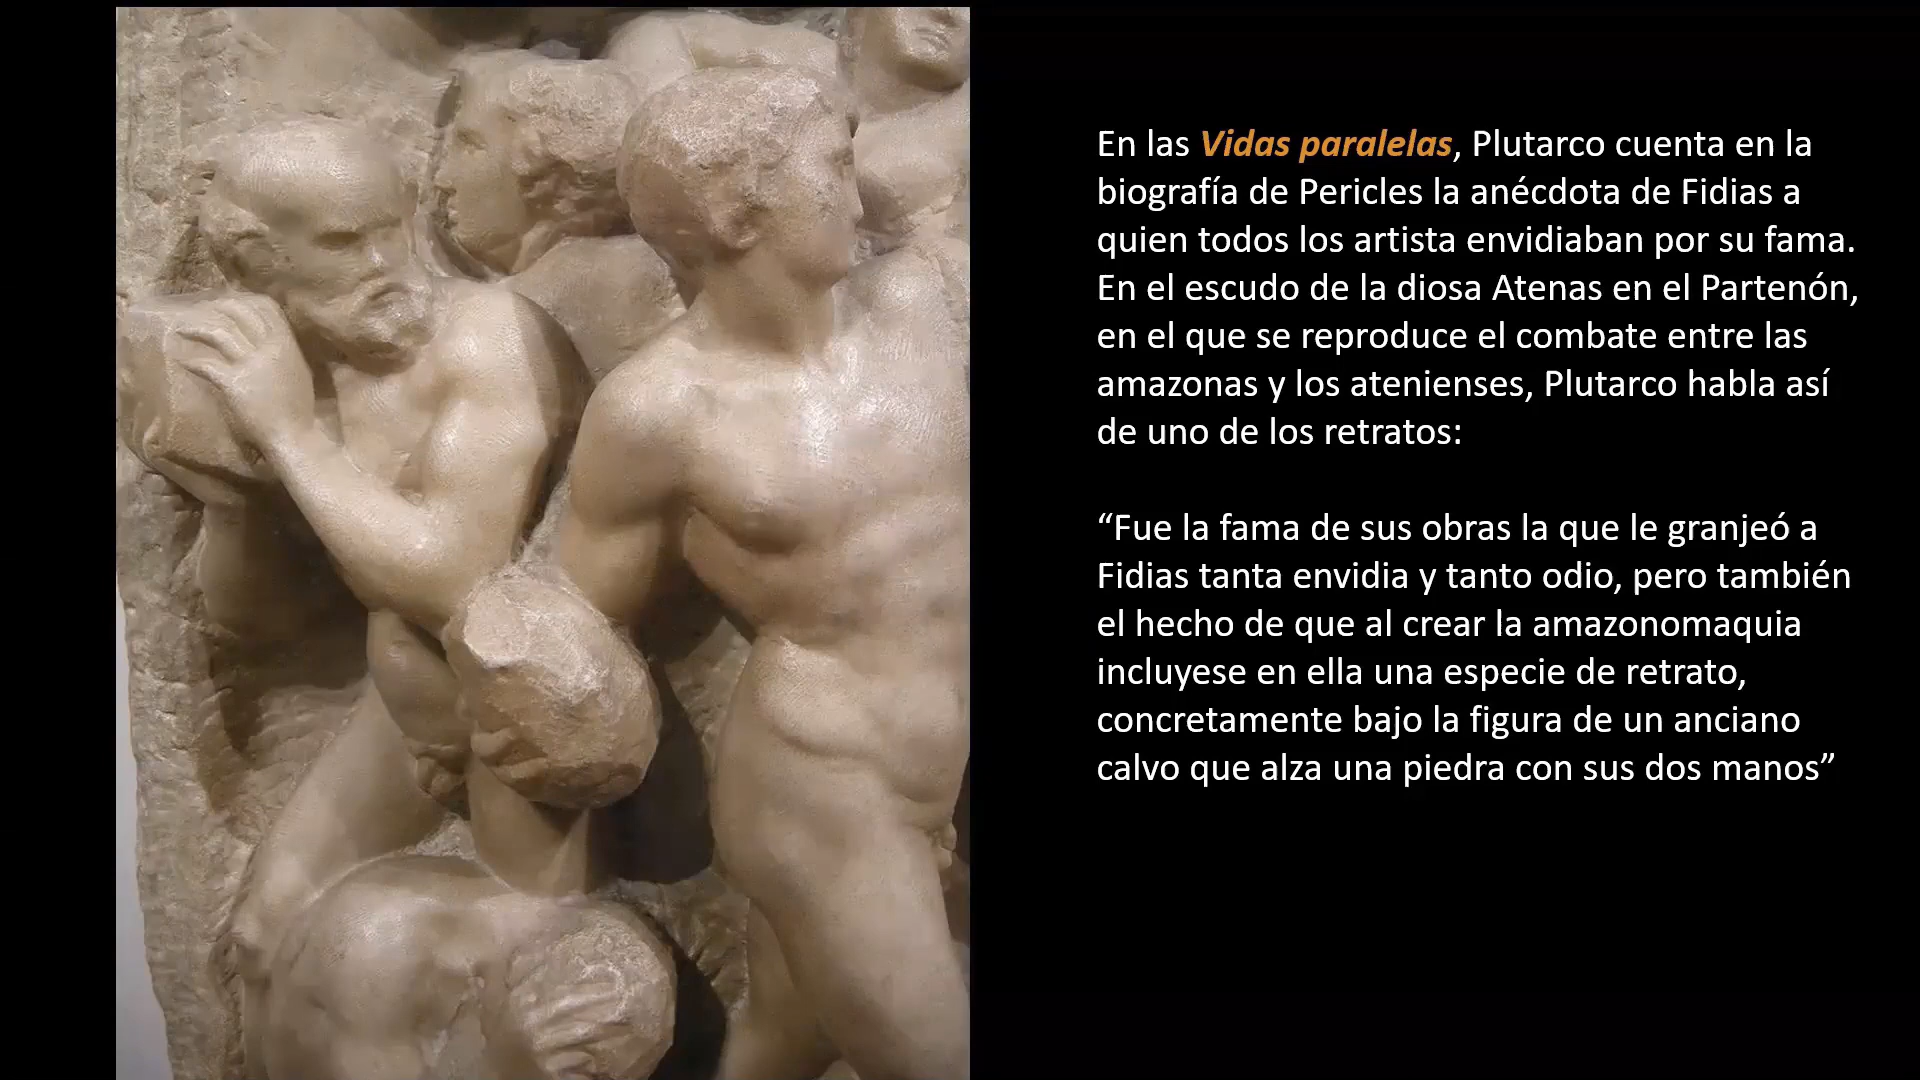 En las Vidas paralelas, Plutarco cuenta en la
biografía de Pericles la anécdota de Fidias a
quien todos los artista envidiaban por su fama.
En el escudo de la diosa Atenas en el Partenón,
en el que se reproduce el combate entre las
amazonas y los atenienses, Plutarco habla así
de uno de los retratos:
“Fue la fama de sus obras la que le granjeó a
Fidias tanta envidia y tanto odio, pero también
el hecho de que al crear la amazonomaquia
incluyese en ella una especie de retrato,
concretamente bajo la figura de un anciano
calvo que alza una piedra con sus dos manos”